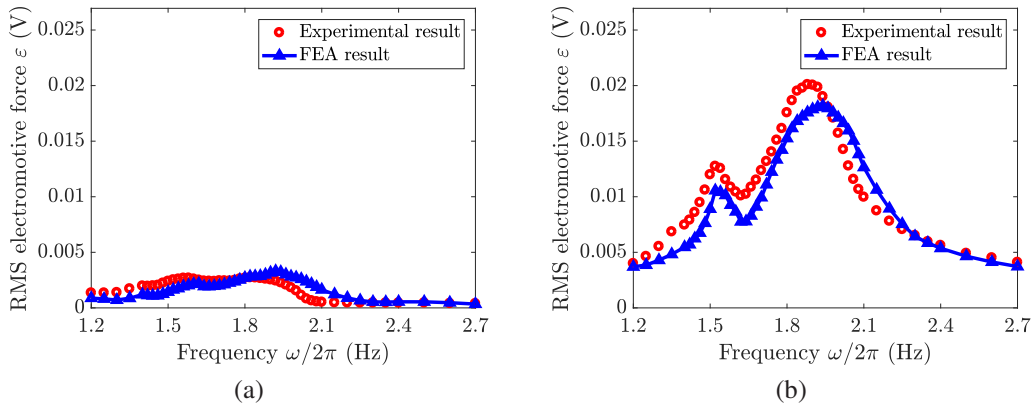 RMS electromotive force ε (V)
0.025
0.02
0.015
0.01
0.005
0
1.2 1.5 1.8 2.1 2.4 2.7
Frequency ω/2π (Hz)
Experimental result
FEA result
(a)
RMS electromotive force ε (V)
0.025
0.02
0.015
0.01
0.005
0
1.2 1.5 1.8 2.1 2.4 2.7
Frequency ω/2π (Hz)
Experimental result
FEA result
(b)